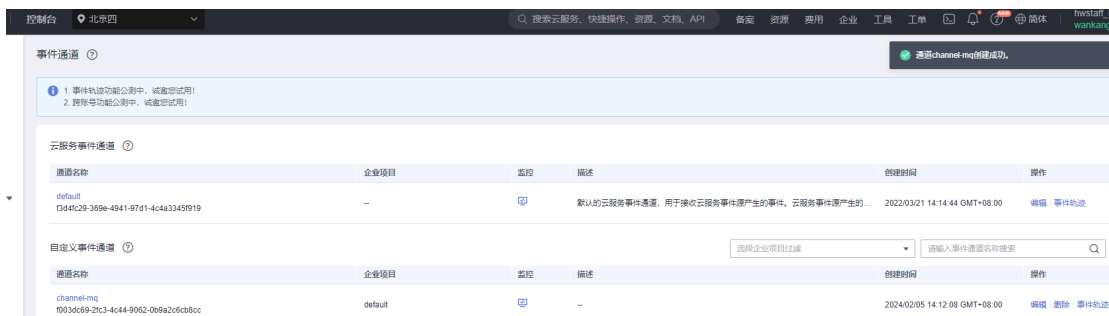 控制台 北京四 搜索云服务、快捷操作、资源、文档、API 备案 资源 费用 企业 工具 工单 NEW 简体 hwstaff_
wankang
事件通道
通道channel-mq创建成功。
1. 事件轨迹功能公测中，诚邀您试用！
2. 跨账号功能公测中，诚邀您试用！
云服务事件通道
通道名称 企业项目 监控 描述 创建时间 操作
default
f3d4fc29-369e-4941-97d1-4c4a3345f919 -- 默认的云服务事件通道，用于接收云服务事件源产生的事件。云服务事件源产生的... 2022/03/21 14:14:44 GMT+08:00 编辑 事件轨迹
自定义事件通道 选择企业项目过滤 请输入事件通道名称搜索
通道名称 企业项目 监控 描述 创建时间 操作
channel-mq
f003dc69-2fc3-4c44-9062-0b9a2c6cb8cc default -- 2024/02/05 14:12:08 GMT+08:00 编辑 删除 事件轨迹